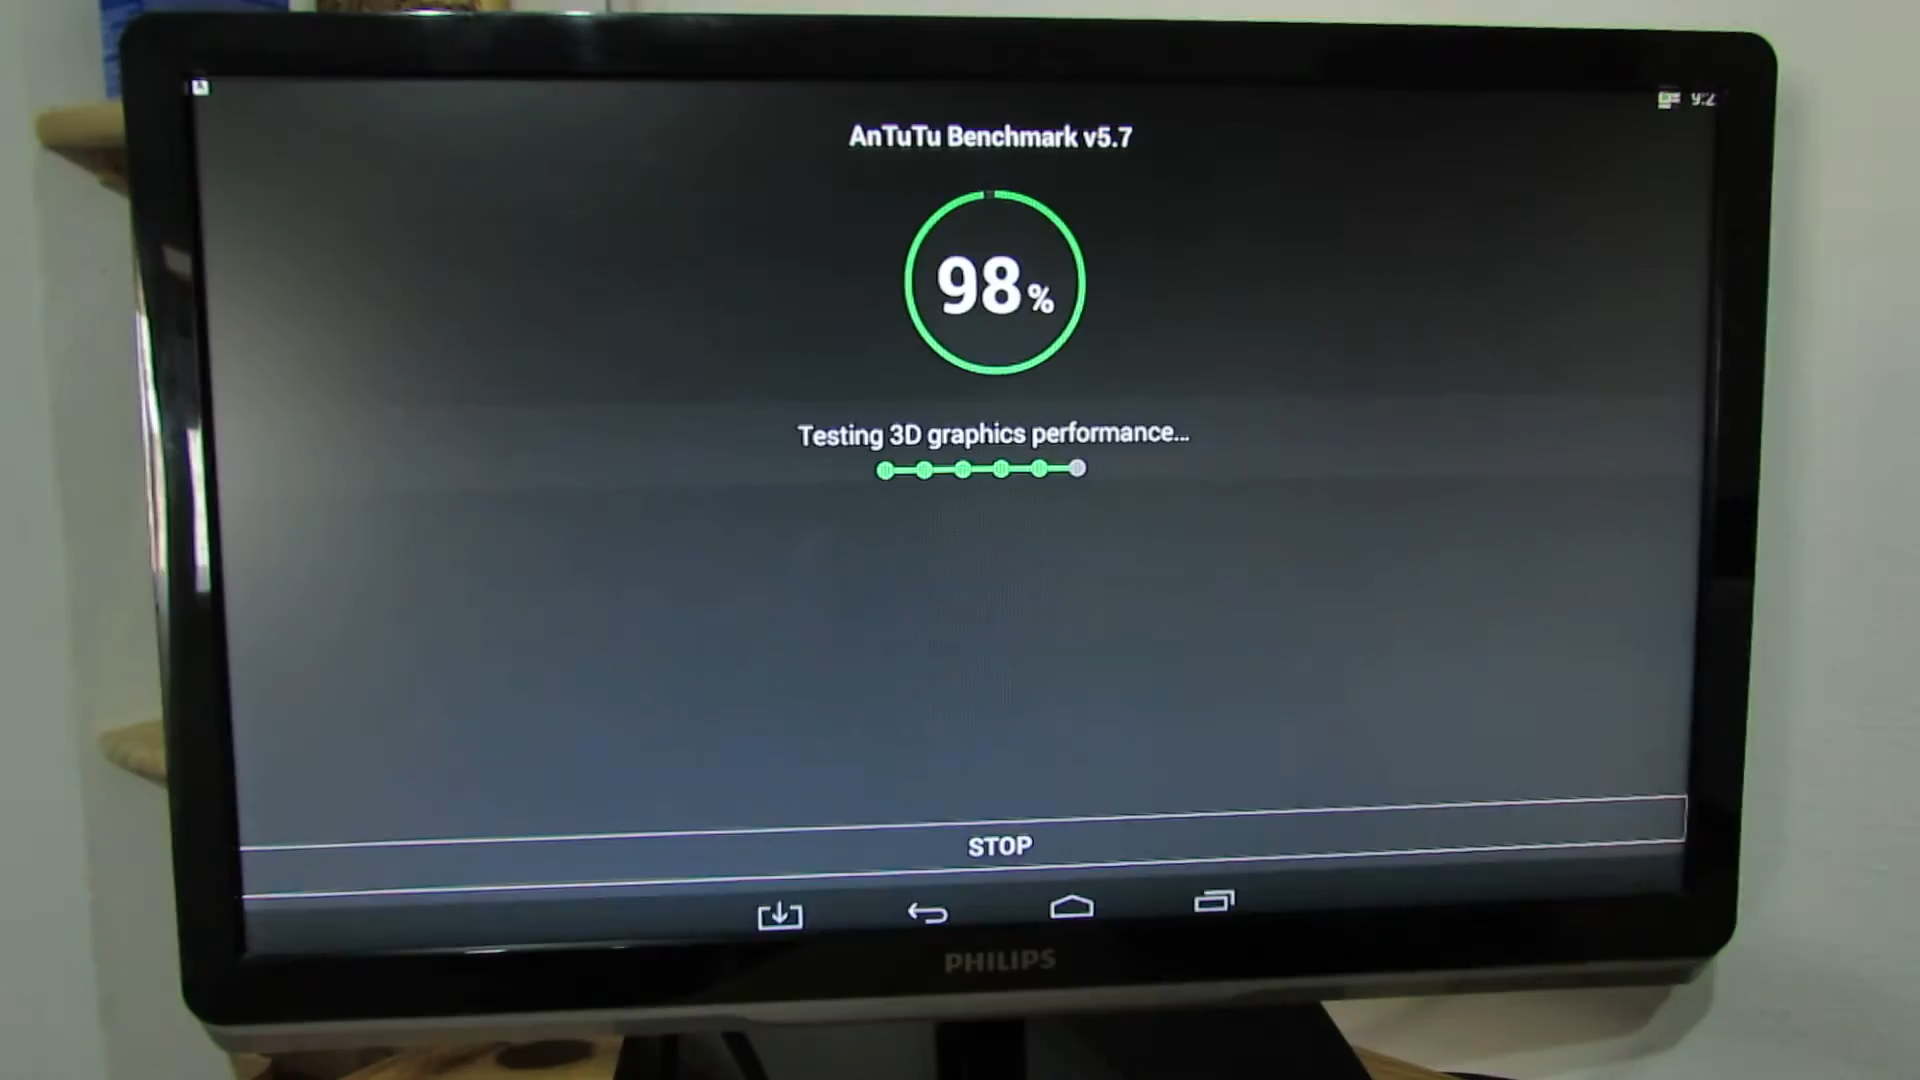 AnTuTu Benchmark v5.7
98%
Testing 3D graphics performance...
STOP
PHILIPS